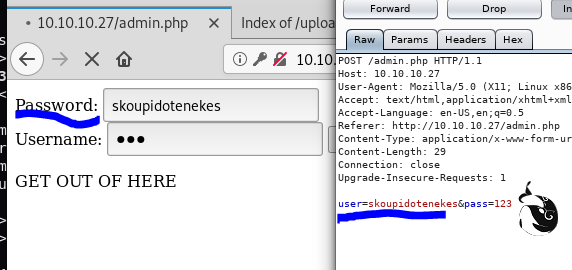 10.10.10.27/admin.php
Index of /uploa
10.10.
Password: skoupidotenekes
Username: •••
GET OUT OF HERE
Forward Drop In
Raw Params Headers Hex
POST /admin.php HTTP/1.1
Host: 10.10.10.27
User-Agent: Mozilla/5.0 (X11; Linux x86
Accept: text/html,application/xhtml+xml
Accept-Language: en-US,en;q=0.5
Referer: http://10.10.10.27/admin.php
Content-Type: application/x-www-form-ur
Content-Length: 29
Connection: close
Upgrade-Insecure-Requests: 1
user=skoupidotenekes&pass=123